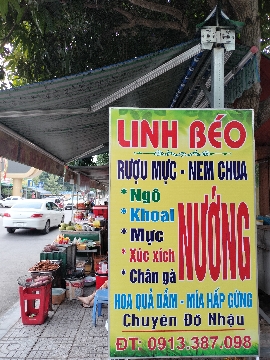 LINH BÉO
RƯỢU MỰC - NEM CHUA
* Ngô
* Khoai
* Mực
* Xúc xích
* Chân gà
NƯỚNG
HOA QUẢ DẦM - MÍA HẤP GỪNG
Chuyên Đồ Nhậu
ĐT: 0913.387.098